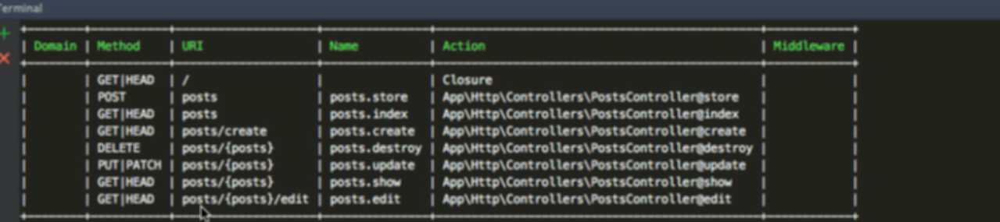 Terminal
| Domain | Method | URI | Name | Action | Middleware |
| | GET|HEAD | / | | Closure | |
| | POST | posts | posts.store | App\Http\Controllers\PostsController@store | |
| | GET|HEAD | posts | posts.index | App\Http\Controllers\PostsController@index | |
| | GET|HEAD | posts/create | posts.create | App\Http\Controllers\PostsController@create | |
| | DELETE | posts/{posts} | posts.destroy | App\Http\Controllers\PostsController@destroy | |
| | PUT|PATCH | posts/{posts} | posts.update | App\Http\Controllers\PostsController@update | |
| | GET|HEAD | posts/{posts} | posts.show | App\Http\Controllers\PostsController@show | |
| | GET|HEAD | posts/{posts}/edit | posts.edit | App\Http\Controllers\PostsController@edit | |